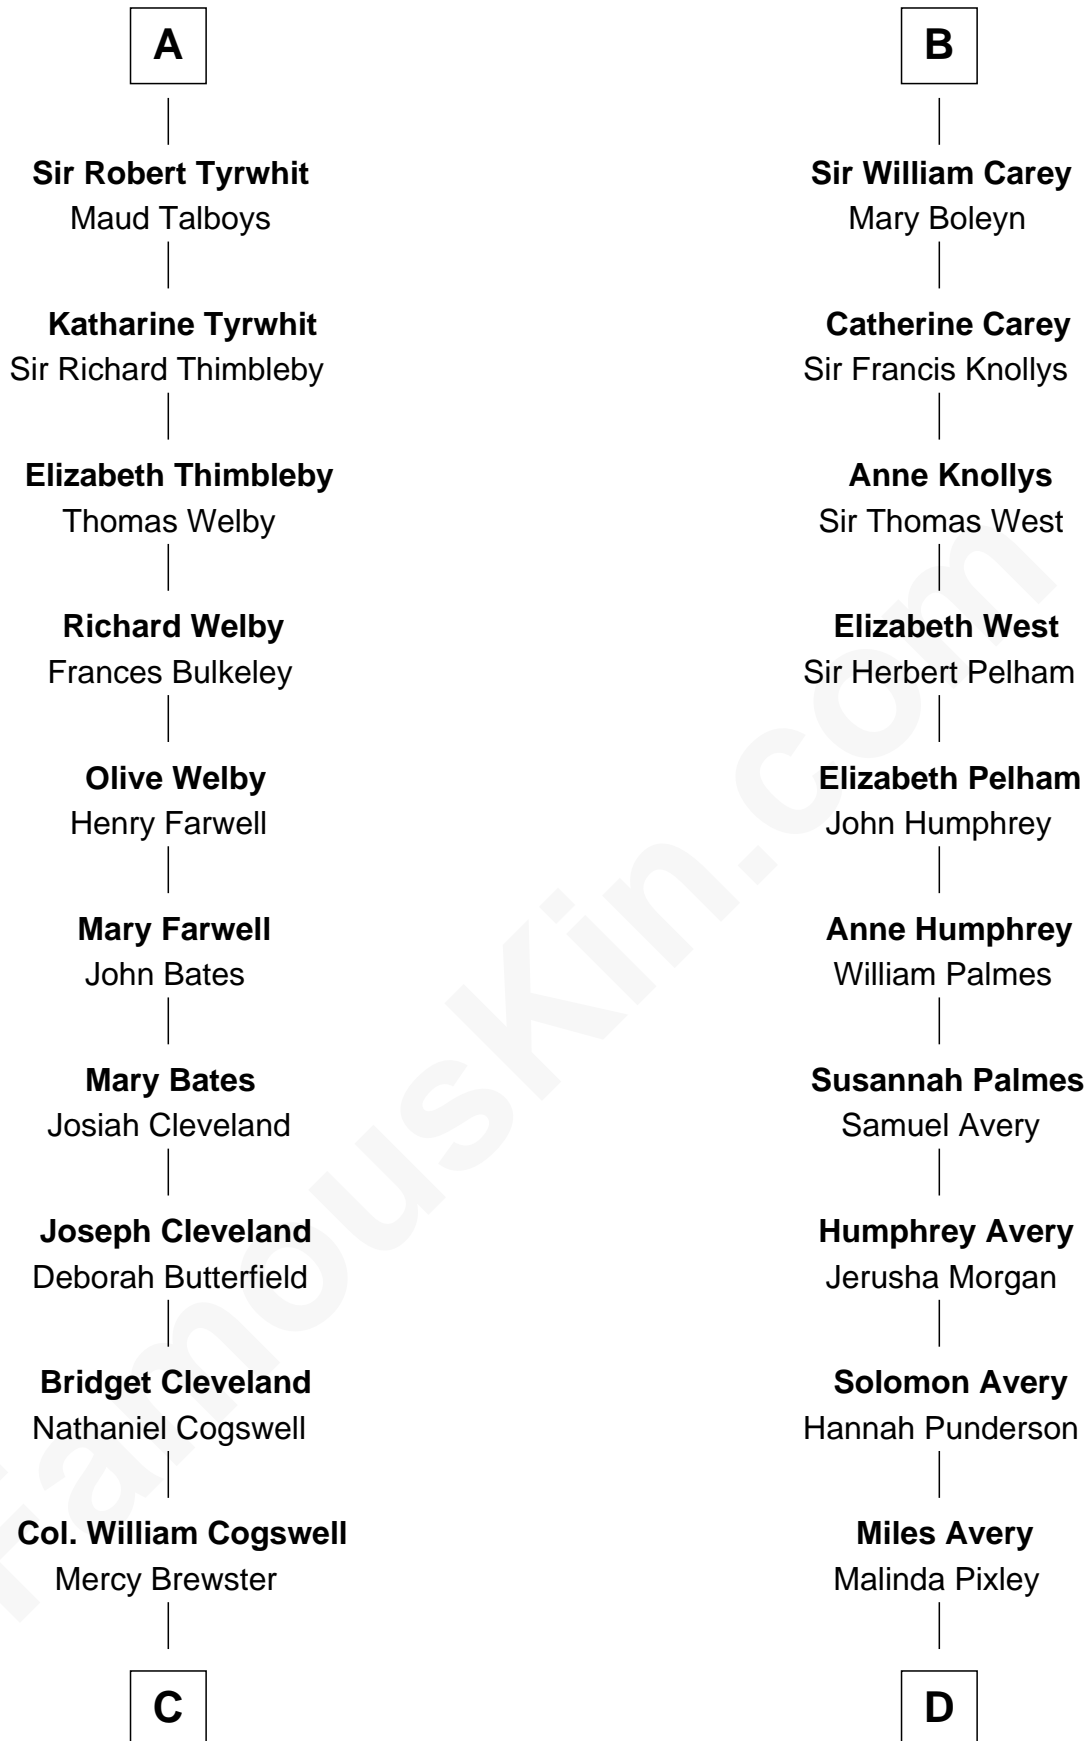 A
Sir Robert Tyrwhit
Maud Talboys
Katharine Tyrwhit
Sir Richard Thimbleby
Elizabeth Thimbleby
Thomas Welby
Richard Welby
Frances Bulkeley
Olive Welby
Henry Farwell
Mary Farwell
John Bates
Mary Bates
Josiah Cleveland
Joseph Cleveland
Deborah Butterfield
Bridget Cleveland
Nathaniel Cogswell
Col. William Cogswell
Mercy Brewster
C
B
Sir William Carey
Mary Boleyn
Catherine Carey
Sir Francis Knollys
Anne Knollys
Sir Thomas West
Elizabeth West
Sir Herbert Pelham
Elizabeth Pelham
John Humphrey
Anne Humphrey
William Palmes
Susannah Palmes
Samuel Avery
Humphrey Avery
Jerusha Morgan
Solomon Avery
Hannah Punderson
Miles Avery
Malinda Pixley
D
FamousKin.com